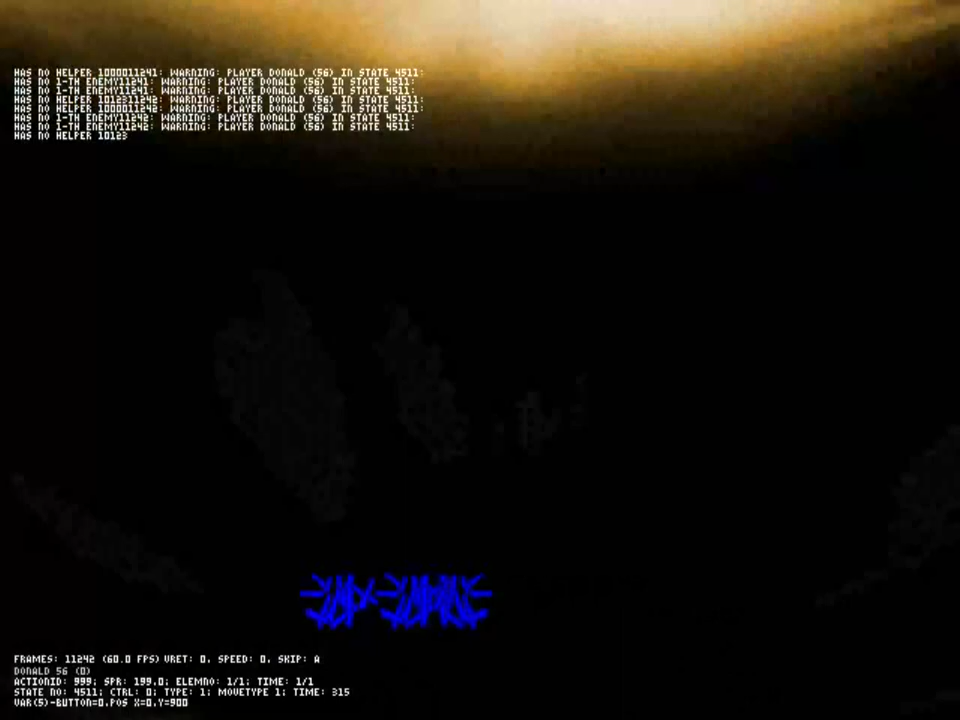 HAS NO HELPER 1000011241: WARNING: PLAYER DONALD (56) IN STATE 4511:
HAS NO 1-TH ENEMY11241: WARNING: PLAYER DONALD (56) IN STATE 4511:
HAS NO 1-TH ENEMY11241: WARNING: PLAYER DONALD (56) IN STATE 4511:
HAS NO HELPER 1012311242: WARNING: PLAYER DONALD (56) IN STATE 4511:
HAS NO HELPER 1000011242: WARNING: PLAYER DONALD (56) IN STATE 4511:
HAS NO 1-TH ENEMY11242: WARNING: PLAYER DONALD (56) IN STATE 4511:
HAS NO 1-TH ENEMY11242: WARNING: PLAYER DONALD (56) IN STATE 4511:
HAS NO HELPER 10123
FRAMES: 11242 (60.0 FPS) VRET: 0, SPEED: 0, SKIP: A
DONALD 56 (0)
ACTIONID: 999; SPR: 199,0; ELEMNO: 1/1; TIME: 1/1
STATE NO: 4511; CTRL: 0; TYPE: 1; MOVETYPE 1; TIME: 315
VAR(5)-BUTTON=0,POS X=0,Y=900